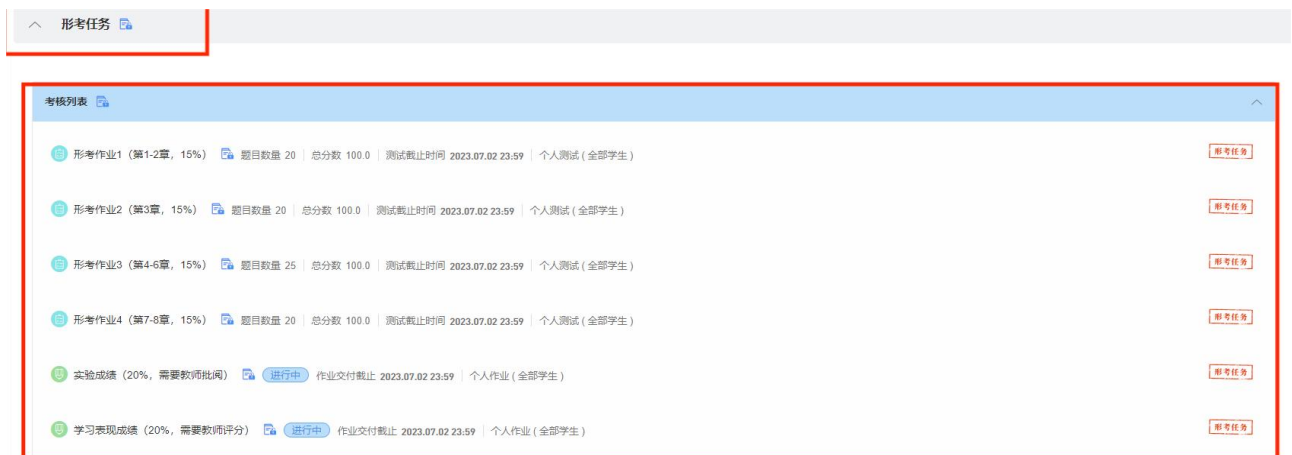 形考任务
考核列表
形考作业1（第1-2章，15%） 题目数量 20 总分数 100.0 测试截止时间 2023.07.02 23:59 个人测试 ( 全部学生 ) 形考任务
形考作业2（第3章，15%） 题目数量 20 总分数 100.0 测试截止时间 2023.07.02 23:59 个人测试 ( 全部学生 ) 形考任务
形考作业3（第4-6章，15%） 题目数量 25 总分数 100.0 测试截止时间 2023.07.02 23:59 个人测试 ( 全部学生 ) 形考任务
形考作业4（第7-8章，15%） 题目数量 20 总分数 100.0 测试截止时间 2023.07.02 23:59 个人测试 ( 全部学生 ) 形考任务
实验成绩（20%，需要教师批阅） 进行中 作业交付截止 2023.07.02 23:59 个人作业 ( 全部学生 ) 形考任务
学习表现成绩（20%，需要教师评分） 进行中 作业交付截止 2023.07.02 23:59 个人作业 ( 全部学生 ) 形考任务